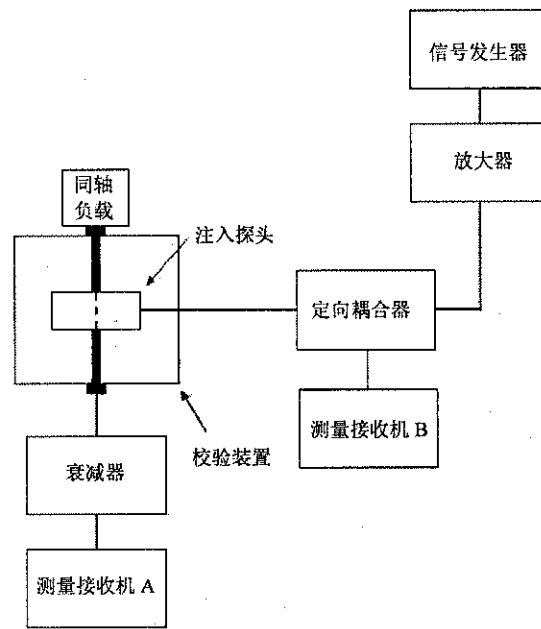 信号发生器
放大器
同轴
负载
注入探头
定向耦合器
测量接收机 B
校验装置
衰减器
测量接收机 A